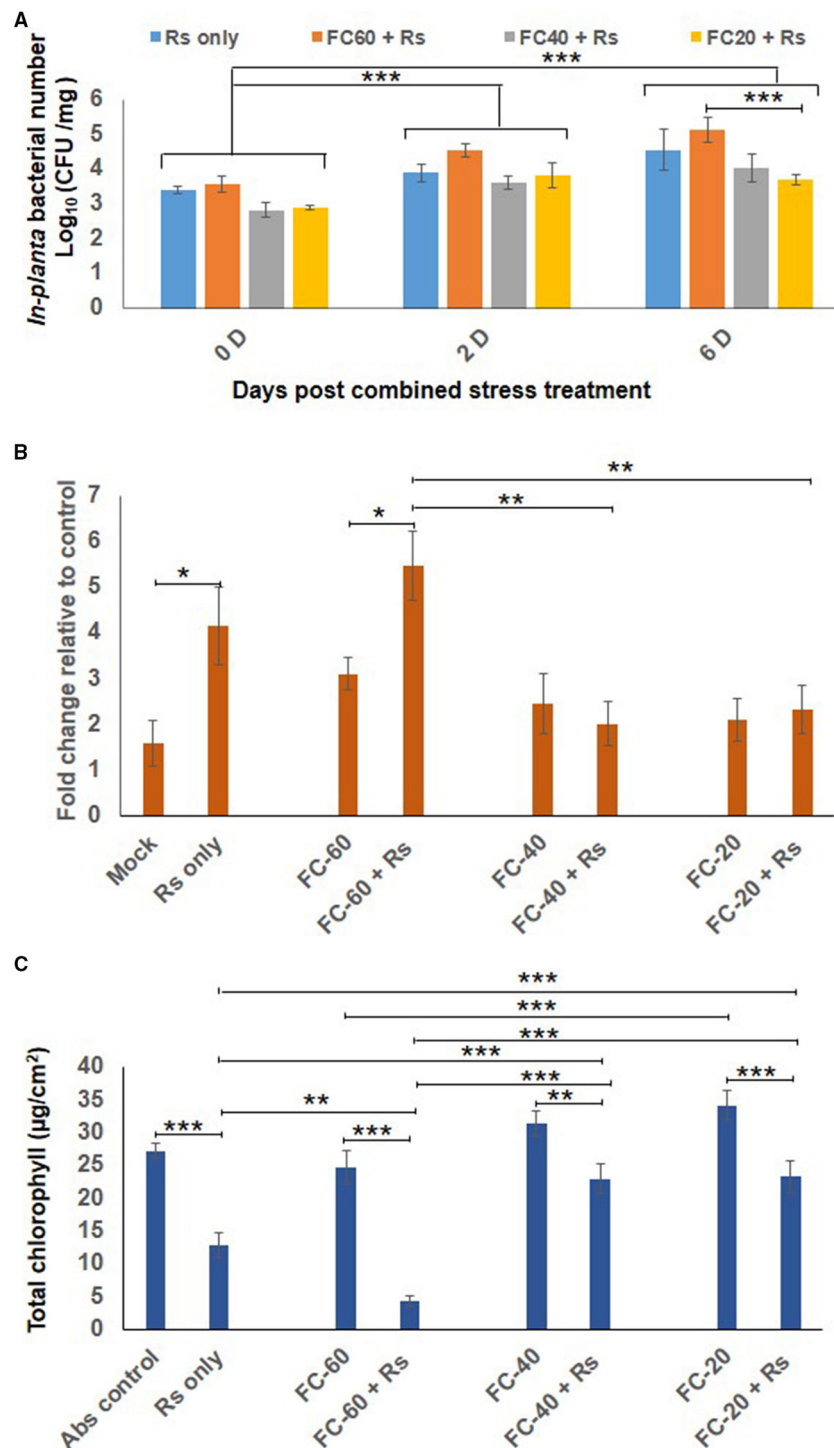 A
Rs only FC60 + Rs FC40 + Rs FC20 + Rs
***
***
***
In-planta bacterial number
Log10 (CFU /mg)
6
5
4
3
2
1
0
0 D 2 D 6 D
Days post combined stress treatment
B
**
**
*
*
Fold change relative to control
7
6
5
4
3
2
1
0
Mock
Rs only
FC-60
FC-60 + Rs
FC-40
FC-40 + Rs
FC-20
FC-20 + Rs
C
***
***
***
***
***
***
**
**
***
***
Total chlorophyll (µg/cm²)
40
35
30
25
20
15
10
5
0
Abs control
Rs only
FC-60
FC-60 + Rs
FC-40
FC-40 + Rs
FC-20
FC-20 + Rs